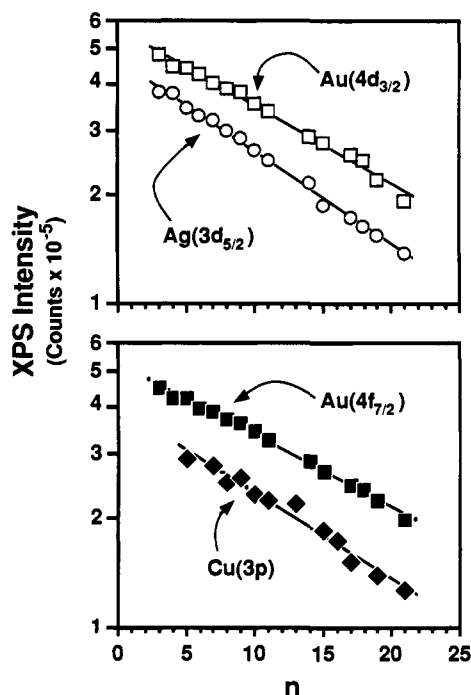 6
5
4
3
2
1
Au(4d3/2)
Ag(3d5/2)
XPS Intensity
(Counts x 10-5)
6
5
4
3
2
1
Au(4f7/2)
Cu(3p)
0 5 10 15 20 25
n